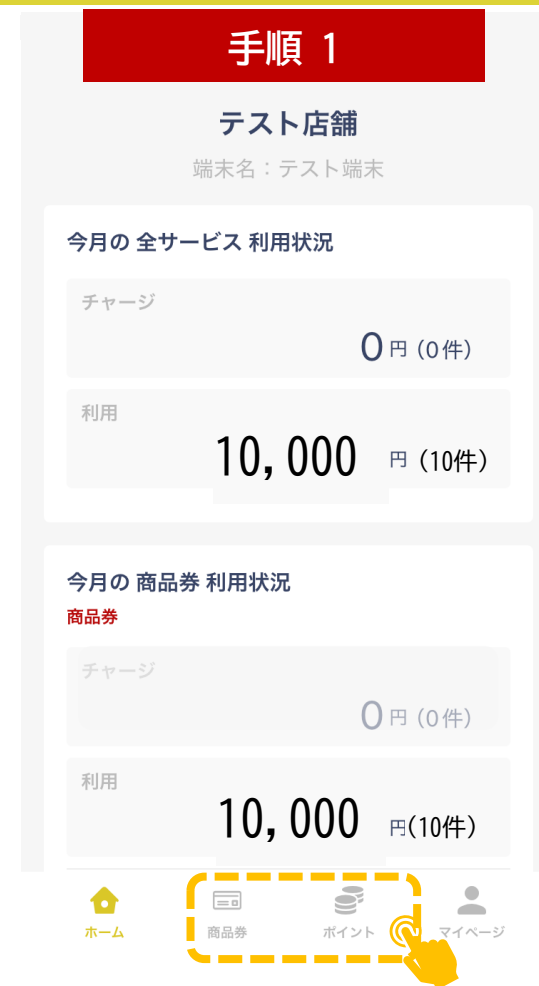 手順 1
テスト店舗
端末名：テスト端末
今月の 全サービス 利用状況
チャージ
0円 (0件)
利用
10,000 円 (10件)
今月の 商品券 利用状況
商品券
チャージ
0円 (0件)
利用
10,000 円(10件)
ホーム 商品券 ポイント マイページ